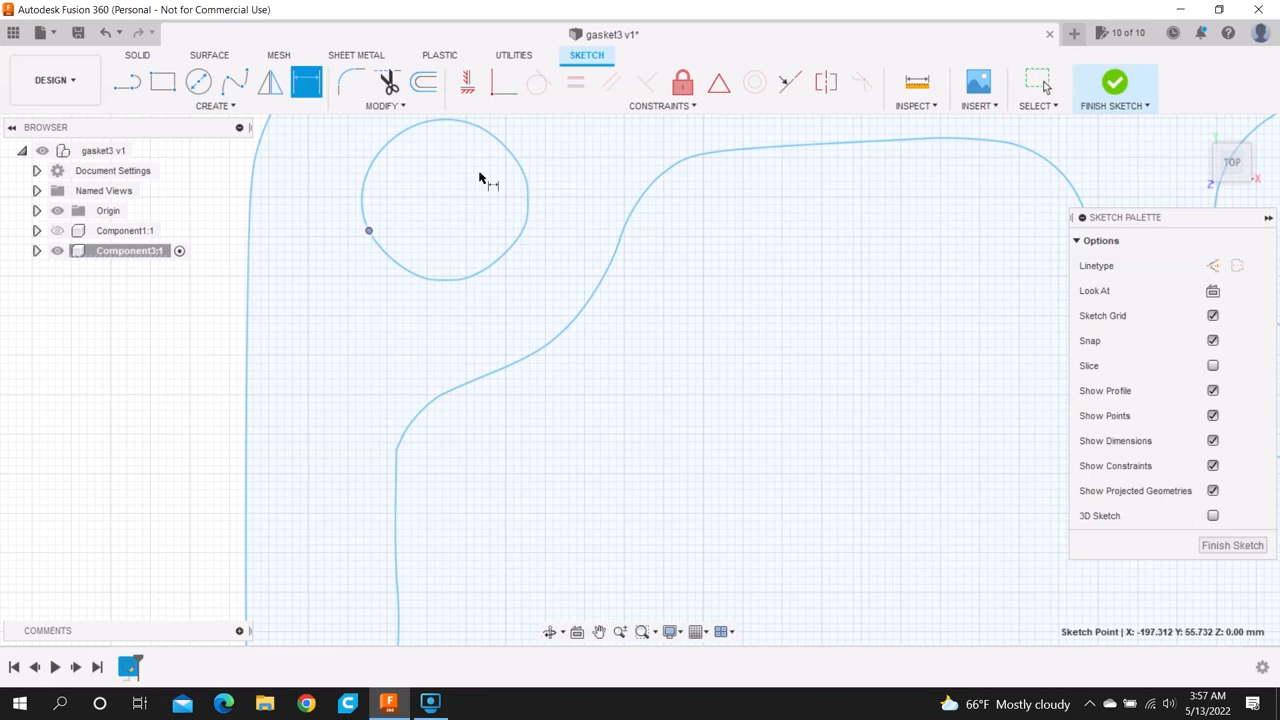 Autodesk Fusion 360 (Personal - Not for Commercial Use)
gasket3 v1*
10 of 10
SOLID
SURFACE
MESH
SHEET METAL
PLASTIC
UTILITIES
SKETCH
DESIGN
CREATE
MODIFY
CONSTRAINTS
INSPECT
INSERT
SELECT
FINISH SKETCH
BROWSER
gasket3 v1
Document Settings
Named Views
Origin
Component1:1
Component3:1
TOP
Z
X
SKETCH PALETTE
Options
Linetype
Look At
Sketch Grid
Snap
Slice
Show Profile
Show Points
Show Dimensions
Show Constraints
Show Projected Geometries
3D Sketch
Finish Sketch
COMMENTS
Sketch Point | X: -197.312 Y: 55.732 Z: 0.00 mm
F
360
66°F Mostly cloudy
3:57 AM
5/13/2022